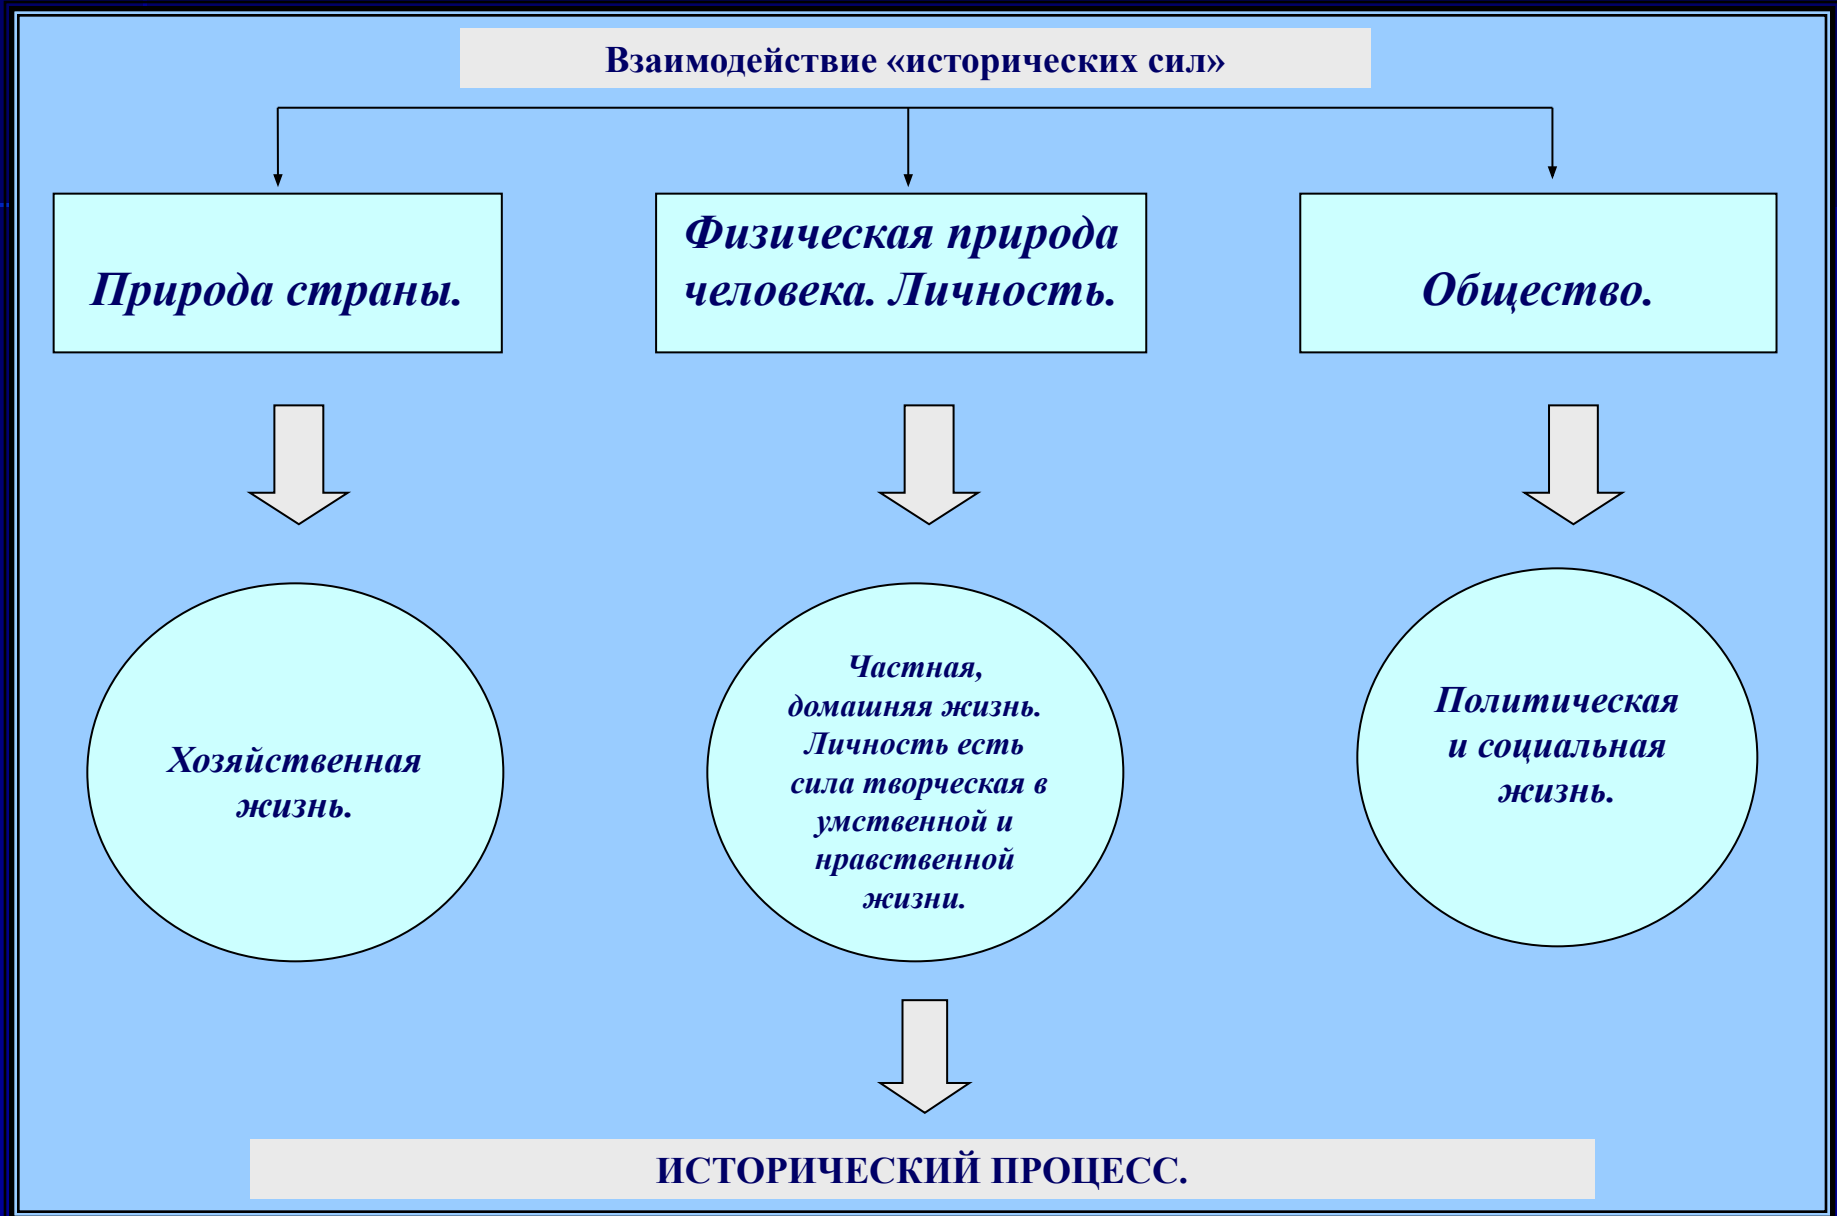 Взаимодействие «исторических сил»
Природа страны.
Физическая природа
человека. Личность.
Общество.
Хозяйственная
жизнь.
Частная,
домашняя жизнь.
Личность есть
сила творческая в
умственной и
нравственной
жизни.
Политическая
и социальная
жизнь.
ИСТОРИЧЕСКИЙ ПРОЦЕСС.